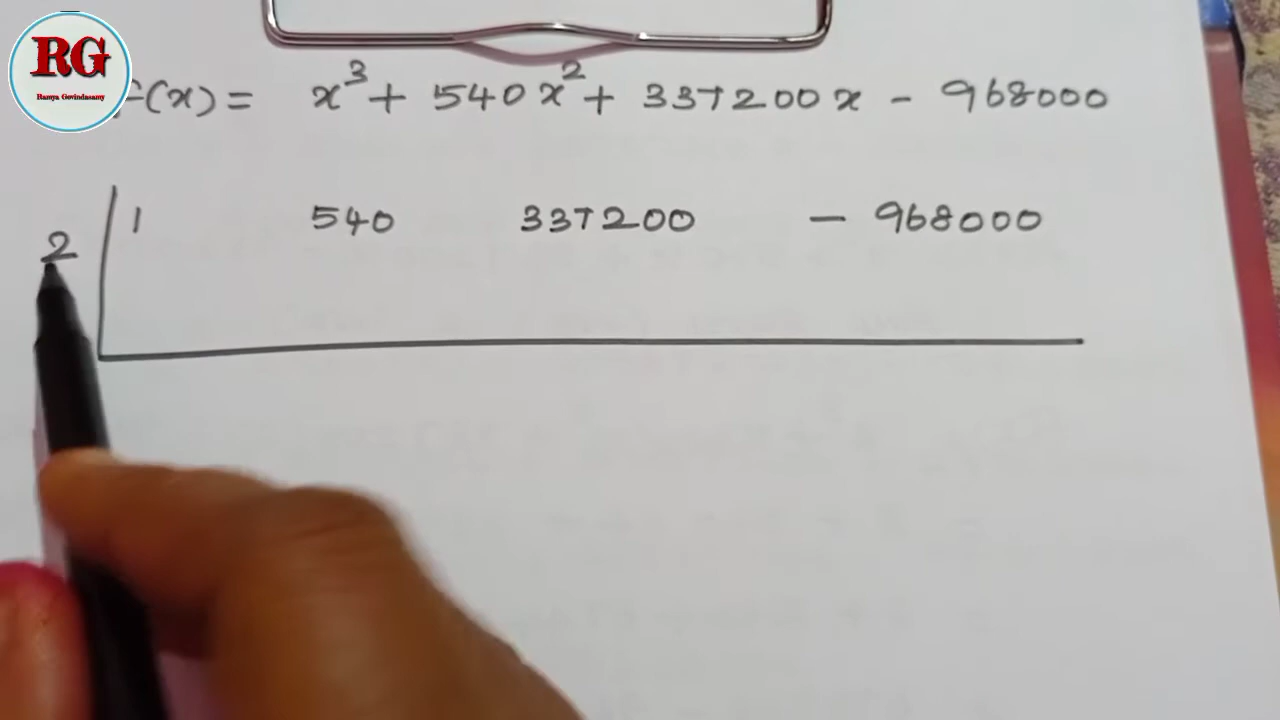 RG
Ramya Govindasamy
f(x) = x³ + 540x² + 337200x - 968000
1 540 337200 - 968000
2